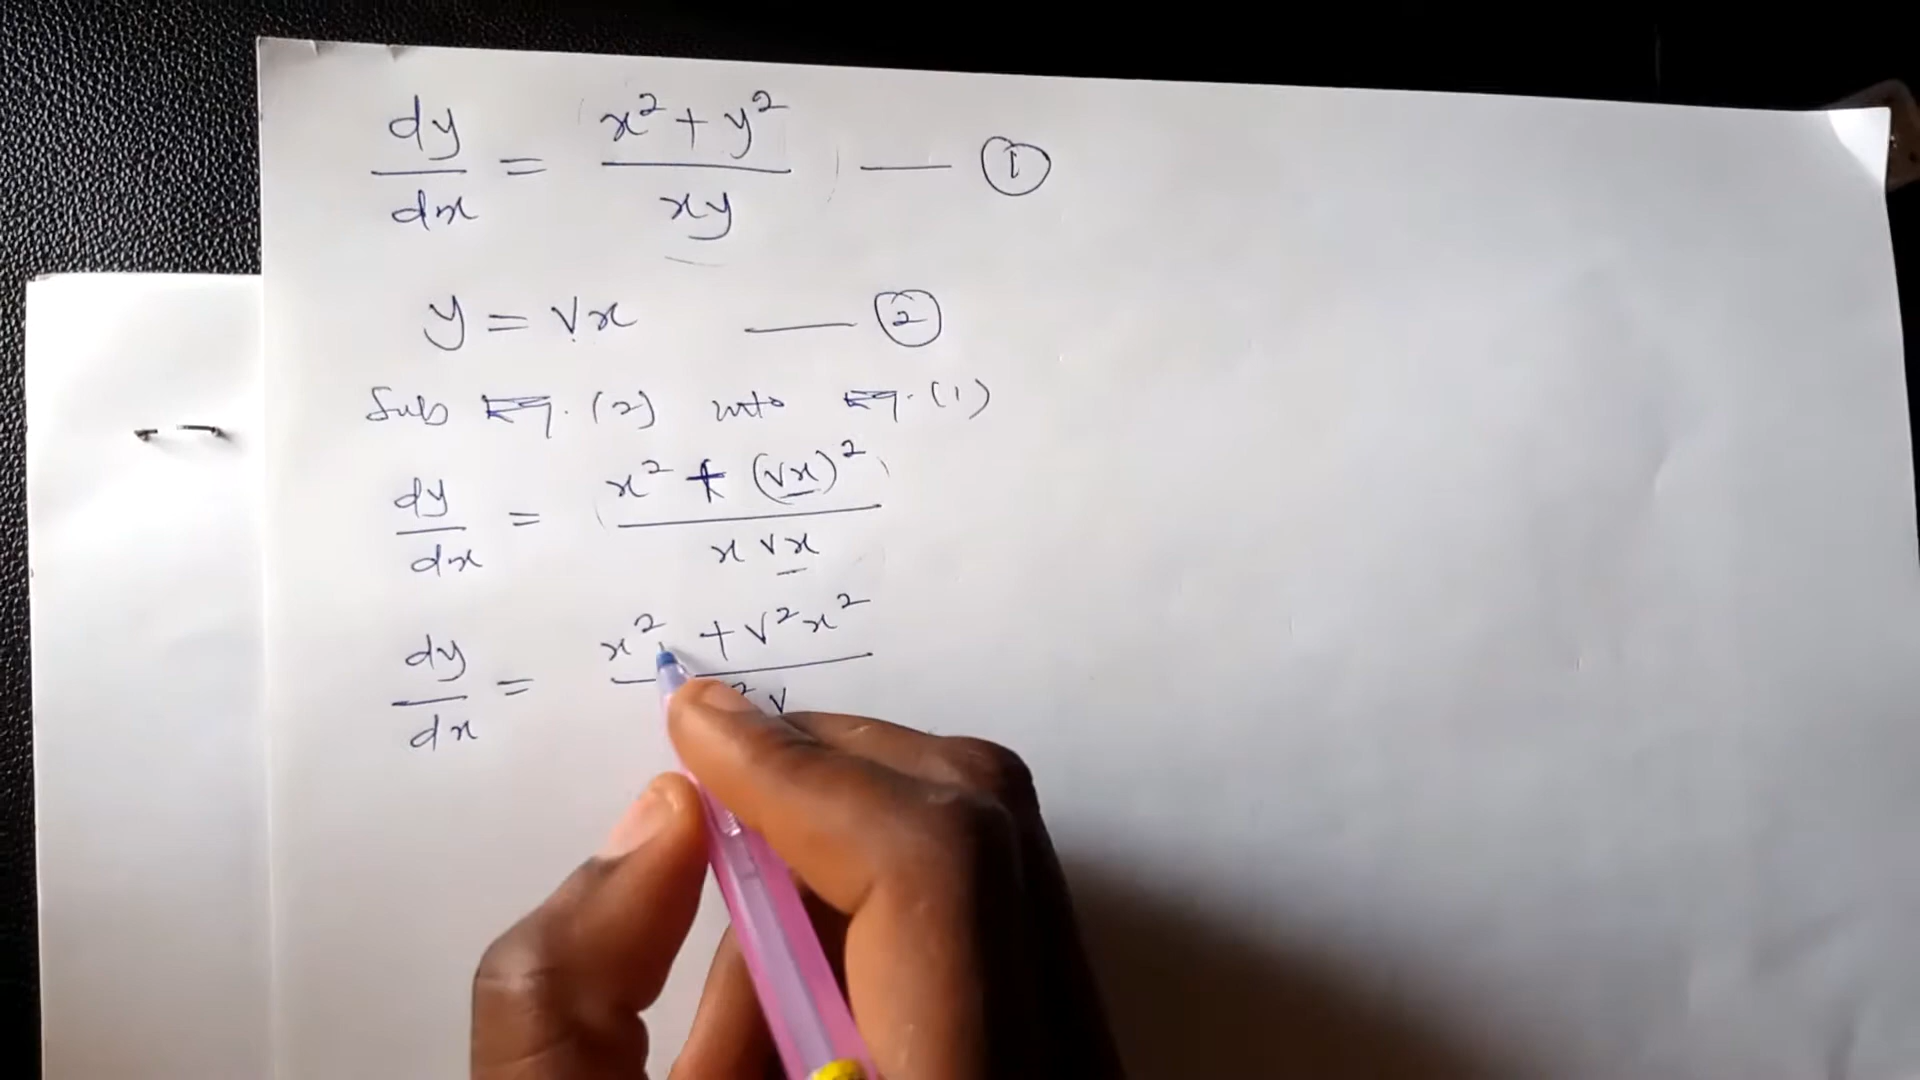 dy/dx = (x² + y²)/(xy) —— ①
y = vx —— ②
Sub Eq. (2) into Eq. (1)
dy/dx = (x² + (vx)²)/(x vx)
dy/dx = (x² + v²x²)/(² v)